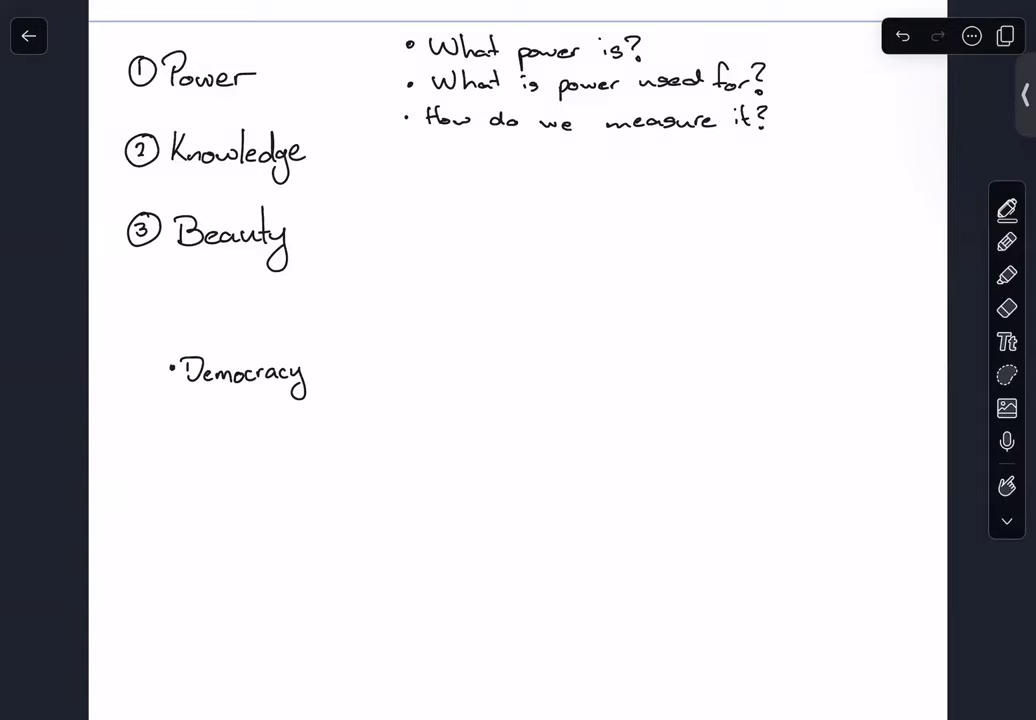 ① Power
② Knowledge
③ Beauty
• Democracy
• What power is?
• What is power used for?
• How do we measure it?
Tt